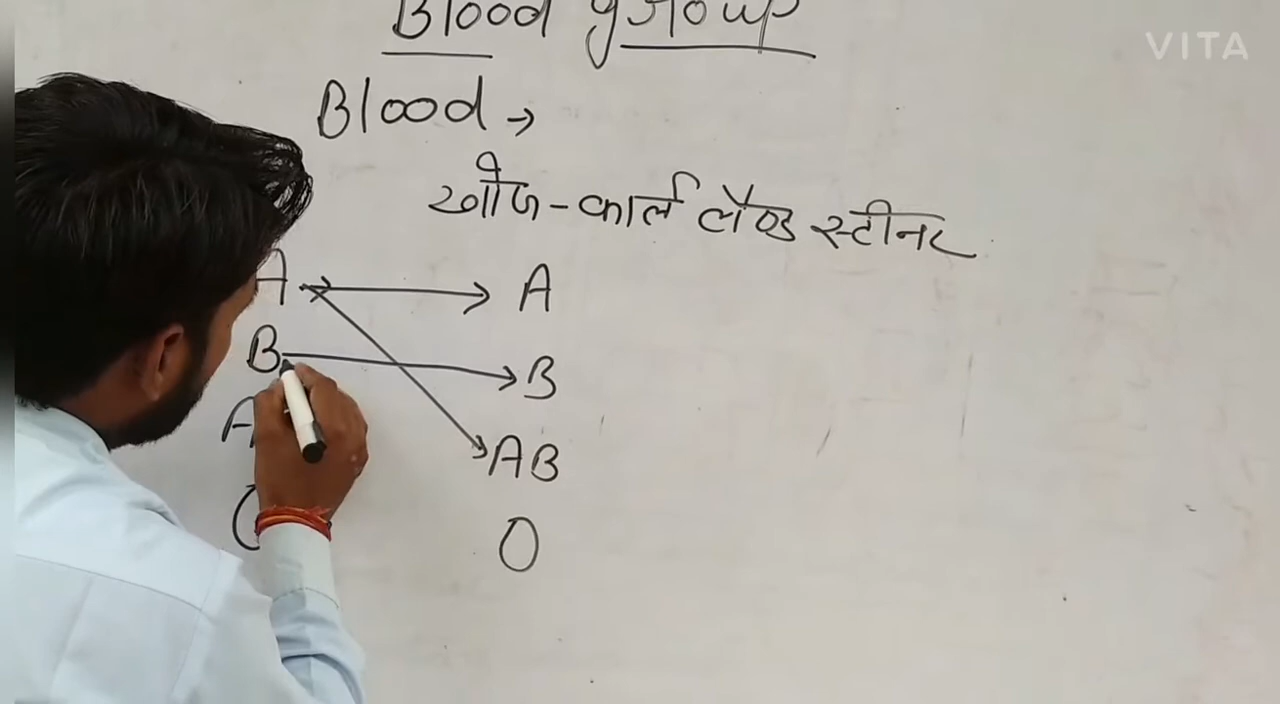 Blood group
VITA
Blood →
खोज - कार्ल लैण्ड स्टीनर
A → A
B → B
A AB
O